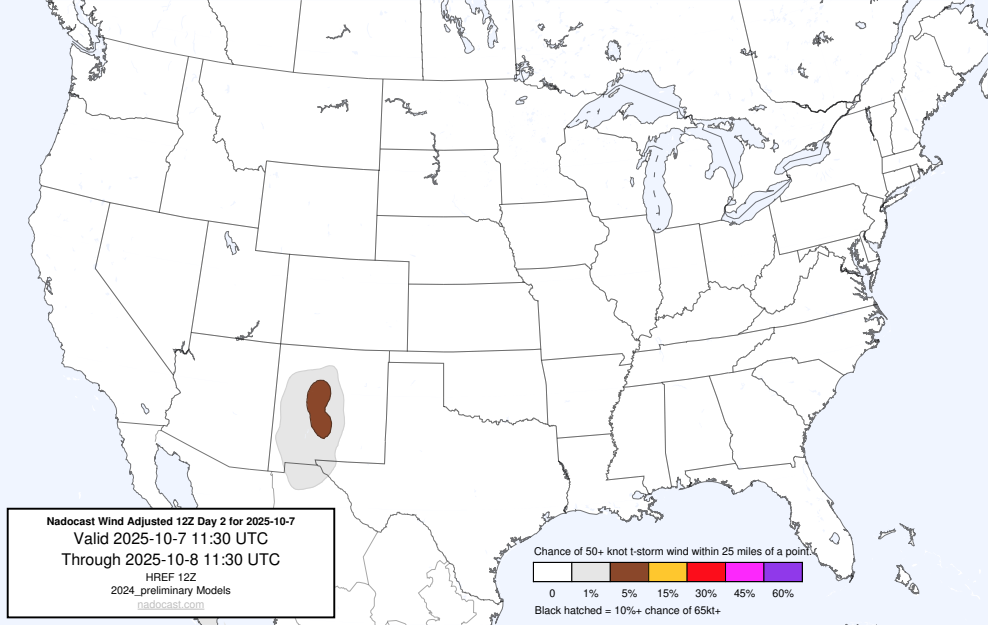 Nadocast Wind Adjusted 12Z Day 2 for 2025-10-7
Valid 2025-10-7 11:30 UTC
Through 2025-10-8 11:30 UTC
HREF 12Z
2024_preliminary Models
nadocast.com
Chance of 50+ knot t-storm wind within 25 miles of a point.
0 1% 5% 15% 30% 45% 60%
Black hatched = 10%+ chance of 65kt+